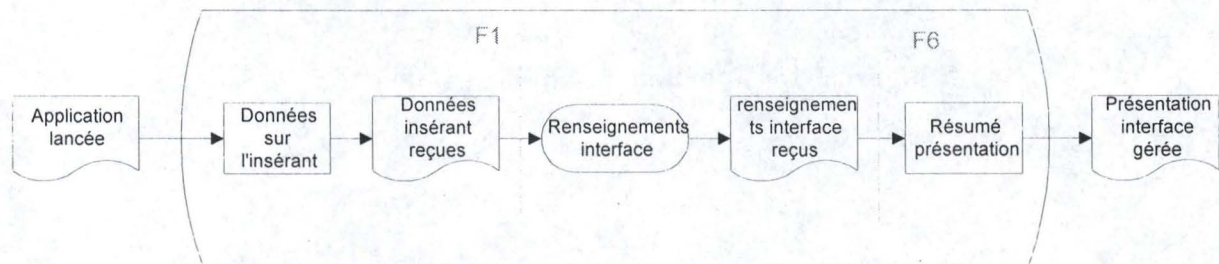 F1
F6
Application
lancée
Données
sur
l'insérant
Données
insérant
reçues
Renseignements
interface
renseignemen
ts interface
reçus
Résumé
présentation
Présentation
interface
gérée